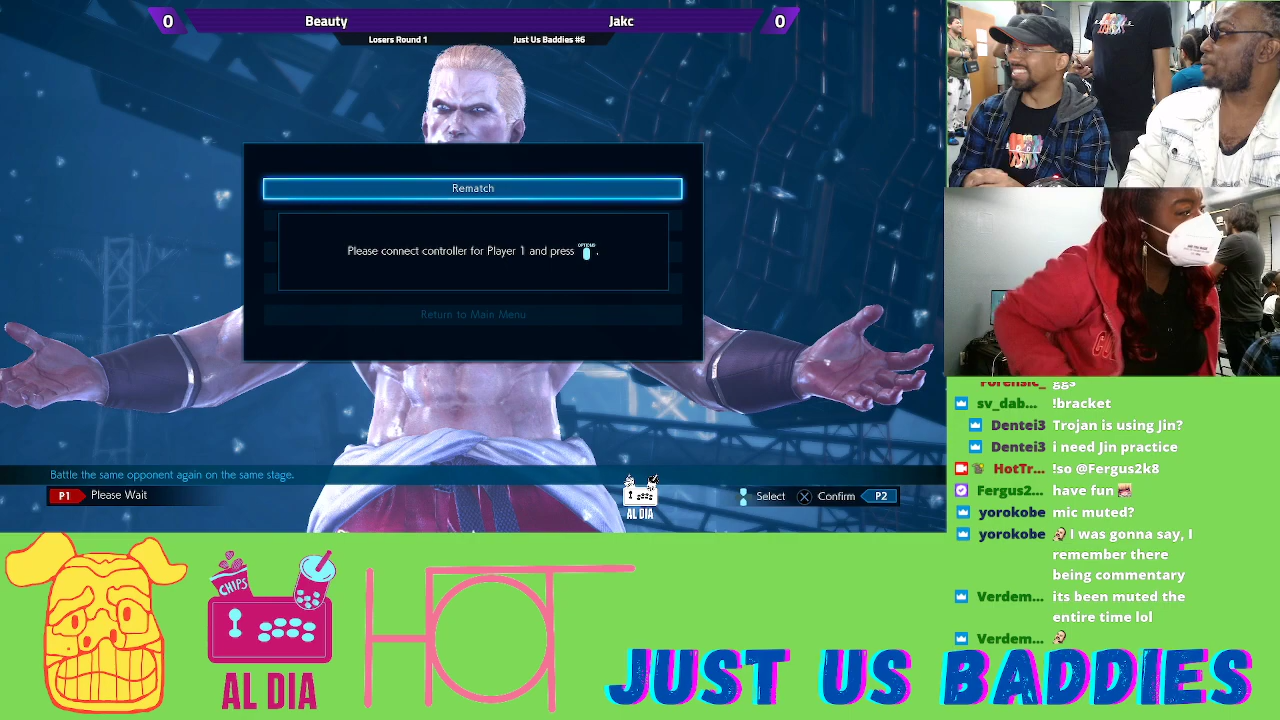 0 Beauty Jakc 0
Losers Round 1 Just Us Baddies #6
Rematch
Please connect controller for Player 1 and press OPTIONS .
Return to Main Menu
Battle the same opponent again on the same stage.
P1 Please Wait
Select Confirm P2
AL DIA
Forensic_ ggs
sv_dab... !bracket
Dentei3 Trojan is using Jin?
Dentei3 i need Jin practice
HotTr... !so @Fergus2k8
Fergus2... have fun
yorokobe mic muted?
yorokobe I was gonna say, I
remember there
being commentary
Verdem... its been muted the
entire time lol
Verdem...
CHIPS
AL DIA
HOT
JUST US BADDIES